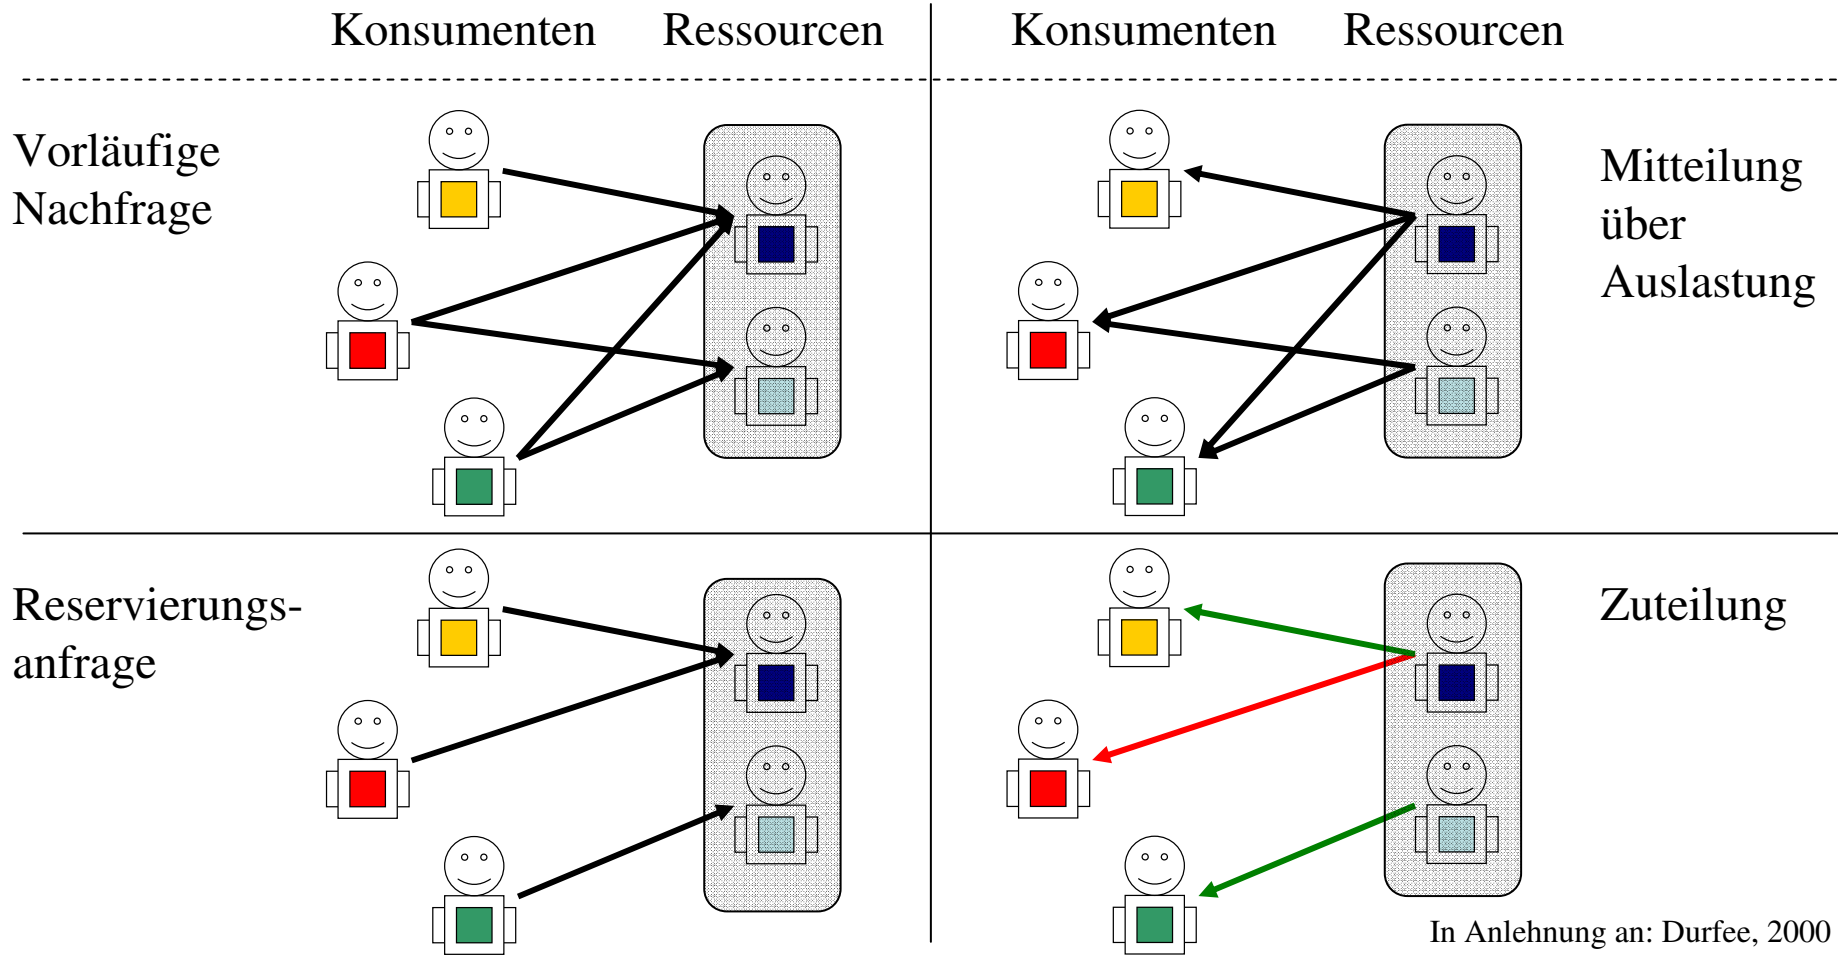 Konsumenten Ressourcen
Konsumenten Ressourcen
Vorläufige
Nachfrage
Mitteilung
über
Auslastung
Reservierungs-
anfrage
Zuteilung
In Anlehnung an: Durfee, 2000